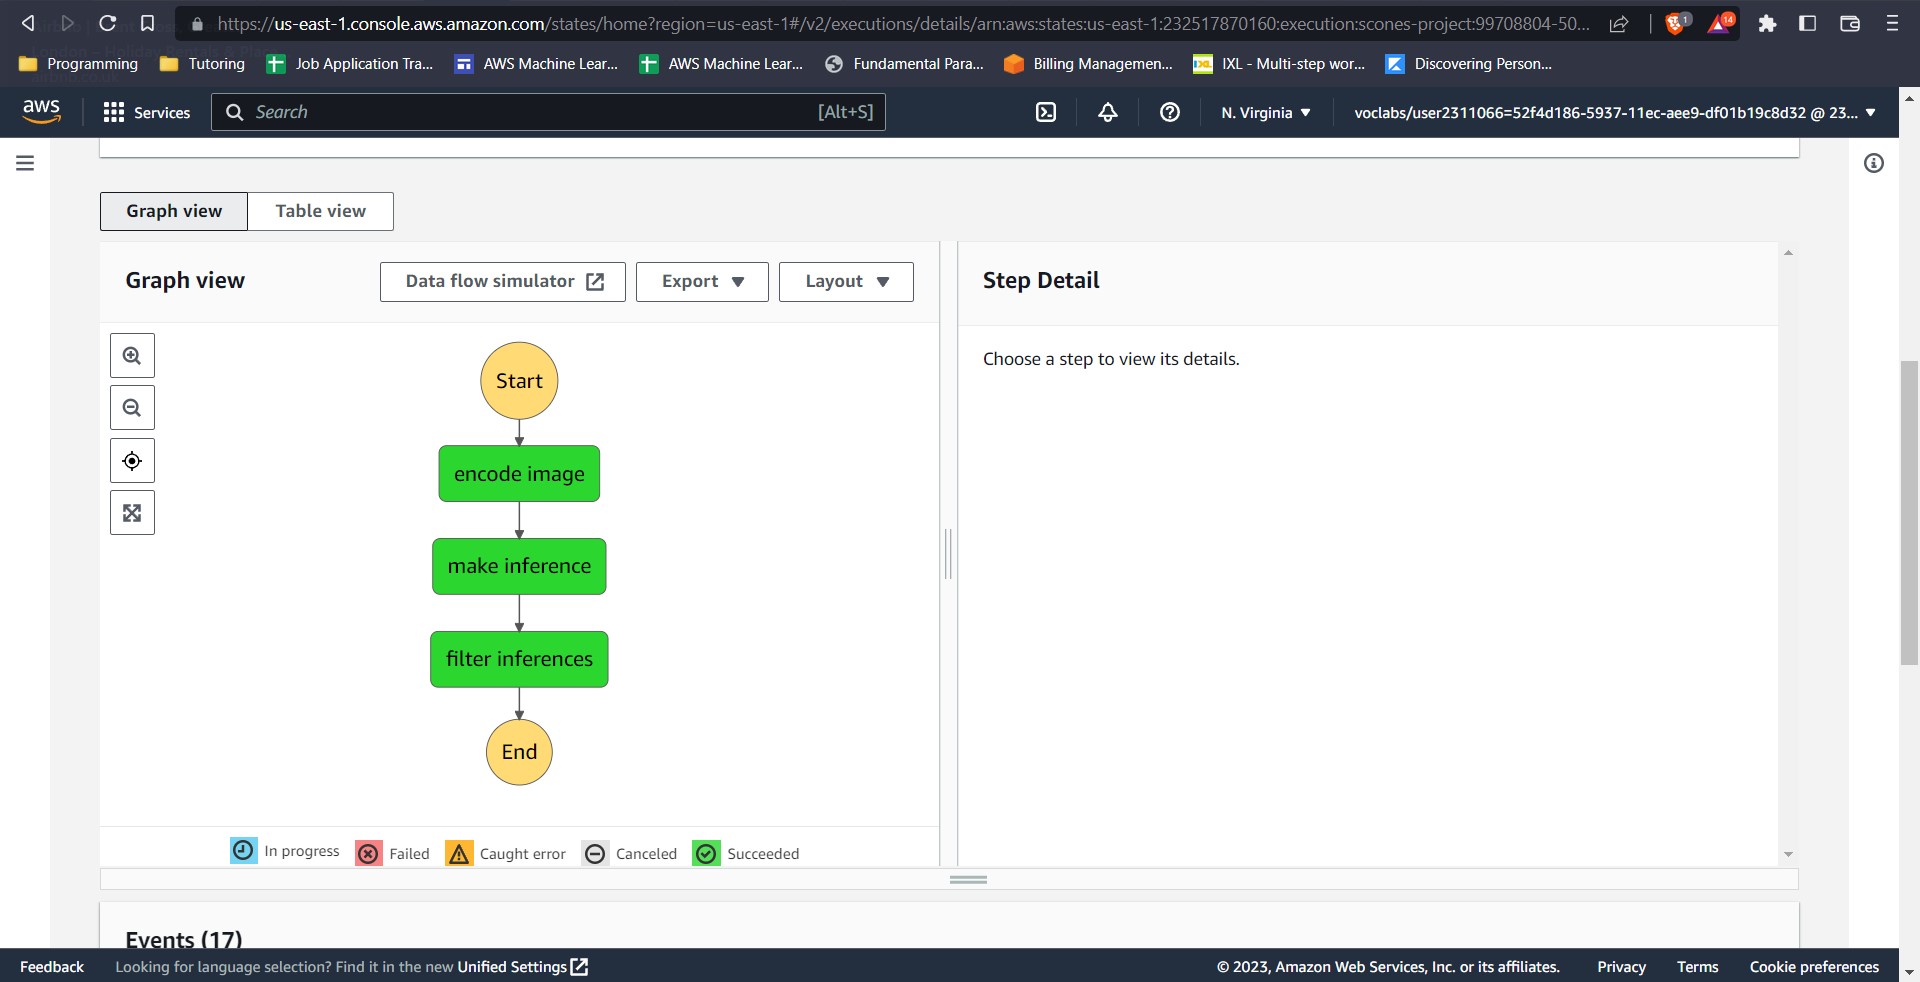 https://us-east-1.console.aws.amazon.com/states/home?region=us-east-1#/v2/executions/details/arn:aws:states:us-east-1:232517870160:execution:scones-project:99708804-50...
1
14
Programming
Tutoring
Job Application Tra...
AWS Machine Lear...
AWS Machine Lear...
Fundamental Para...
Billing Managemen...
IXL - Multi-step wor...
Discovering Person...
aws
Services
Search
[Alt+S]
N. Virginia
voclabs/user2311066=52f4d186-5937-11ec-aee9-df01b19c8d32 @ 23...
Graph view
Table view
Graph view
Data flow simulator
Export
Layout
Step Detail
Choose a step to view its details.
Start
encode image
make inference
filter inferences
End
In progress
Failed
Caught error
Canceled
Succeeded
Events (17)
Feedback
Looking for language selection? Find it in the new Unified Settings
© 2023, Amazon Web Services, Inc. or its affiliates.
Privacy
Terms
Cookie preferences